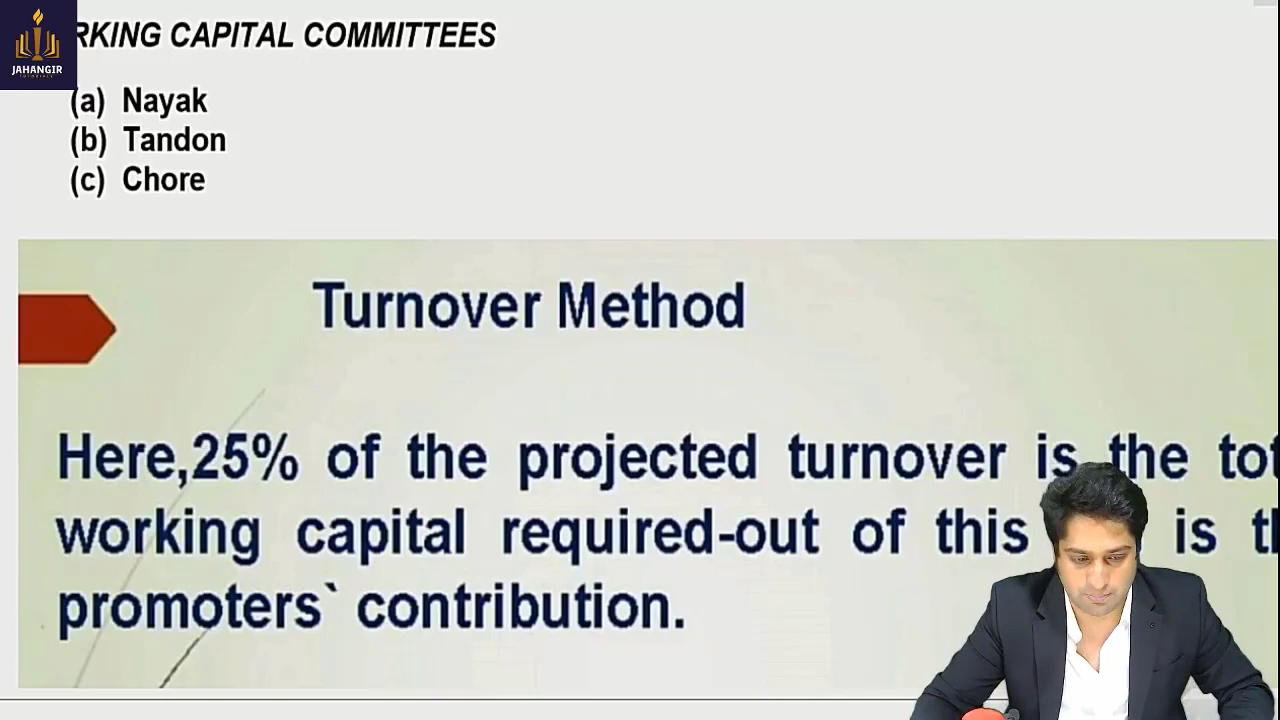 JAHANGIR
TUTORIALS
RKING CAPITAL COMMITTEES
(a) Nayak
(b) Tandon
(c) Chore
Turnover Method
Here,25% of the projected turnover is the
working capital required-out of this is
promoters` contribution.